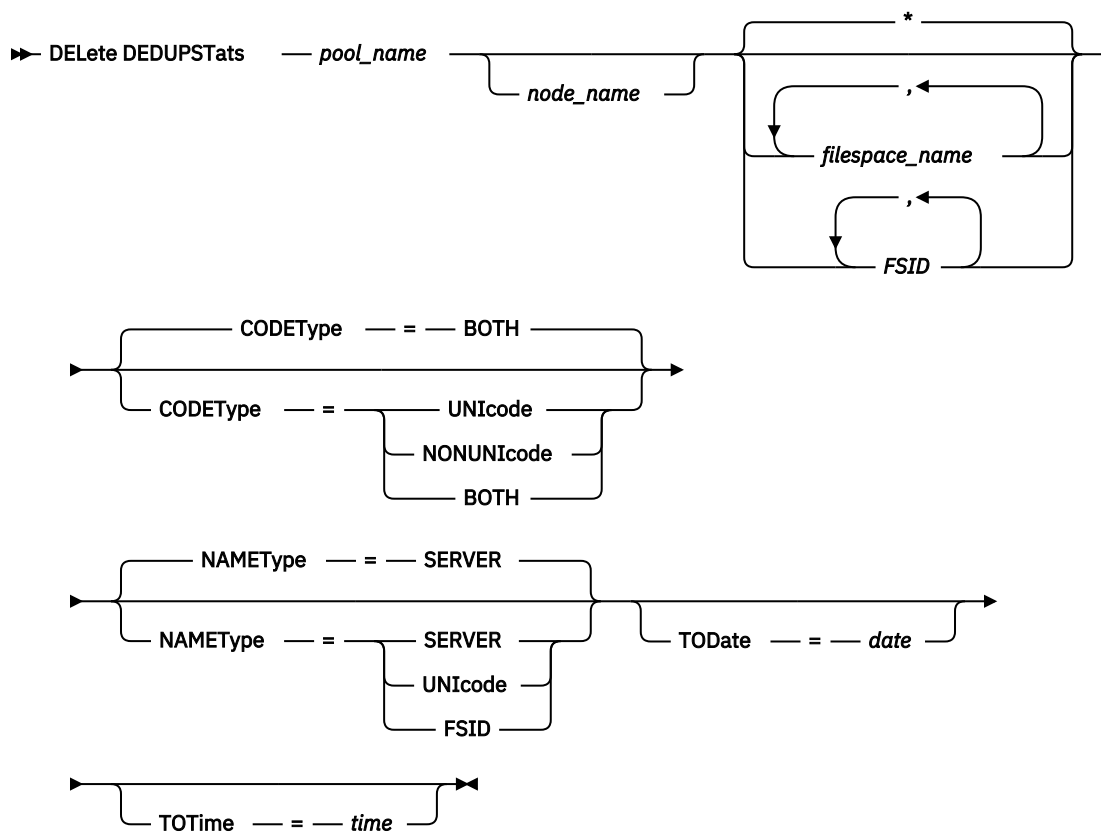 *
DELete DEDUPSTats — pool_name
node_name
,
filespace_name
,
FSID
CODEType — = — BOTH
CODEType — = UNIcode
NONUNIcode
BOTH
NAMEType — = — SERVER
NAMEType — = SERVER
TODate — = — date
UNIcode
FSID
TOTime — = — time